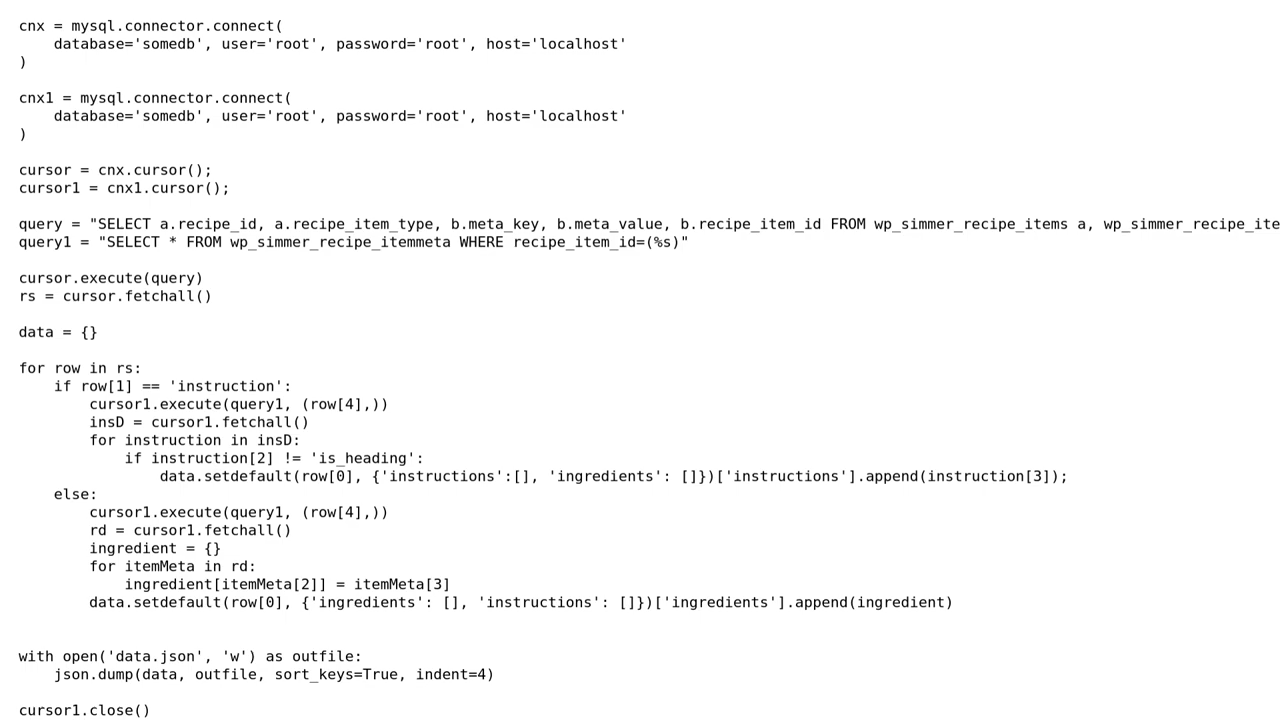 cnx = mysql.connector.connect(
    database='somedb', user='root', password='root', host='localhost'
)

cnx1 = mysql.connector.connect(
    database='somedb', user='root', password='root', host='localhost'
)

cursor = cnx.cursor();
cursor1 = cnx1.cursor();

query = "SELECT a.recipe_id, a.recipe_item_type, b.meta_key, b.meta_value, b.recipe_item_id FROM wp_simmer_recipe_items a, wp_simmer_recipe_ite
query1 = "SELECT * FROM wp_simmer_recipe_itemmeta WHERE recipe_item_id=(%s)"

cursor.execute(query)
rs = cursor.fetchall()

data = {}

for row in rs:
    if row[1] == 'instruction':
        cursor1.execute(query1, (row[4],))
        insD = cursor1.fetchall()
        for instruction in insD:
            if instruction[2] != 'is_heading':
                data.setdefault(row[0], {'instructions':[], 'ingredients': []})['instructions'].append(instruction[3]);
    else:
        cursor1.execute(query1, (row[4],))
        rd = cursor1.fetchall()
        ingredient = {}
        for itemMeta in rd:
            ingredient[itemMeta[2]] = itemMeta[3]
        data.setdefault(row[0], {'ingredients': [], 'instructions': []})['ingredients'].append(ingredient)


with open('data.json', 'w') as outfile:
    json.dump(data, outfile, sort_keys=True, indent=4)

cursor1.close()